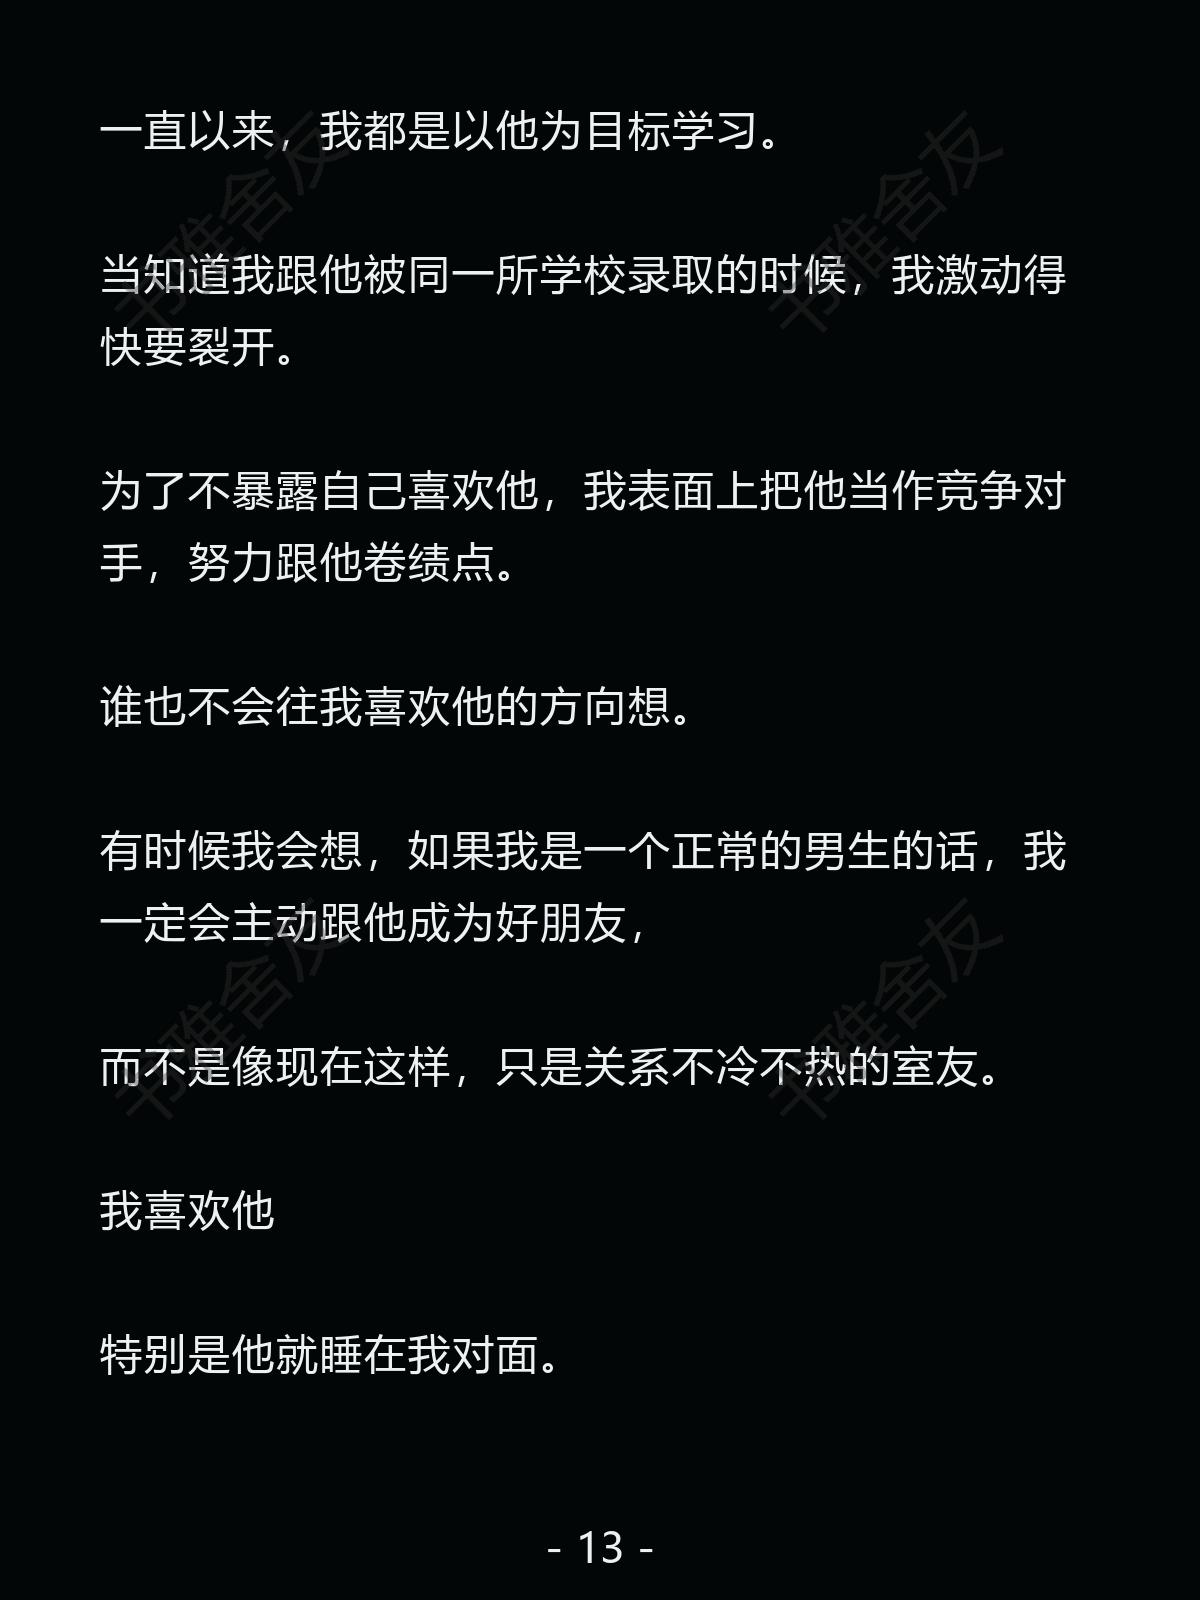 一直以来，我都是以他为目标学习。
当知道我跟他被同一所学校录取的时候，我激动得
快要裂开。
为了不暴露自己喜欢他，我表面上把他当作竞争对
手，努力跟他卷绩点。
谁也不会往我喜欢他的方向想。
有时候我会想，如果我是一个正常的男生的话，我
一定会主动跟他成为好朋友，
而不是像现在这样，只是关系不冷不热的室友。
我喜欢他
特别是他就睡在我对面。
- 13 -
书雅舍友
书雅舍友
书雅舍友
书雅舍友